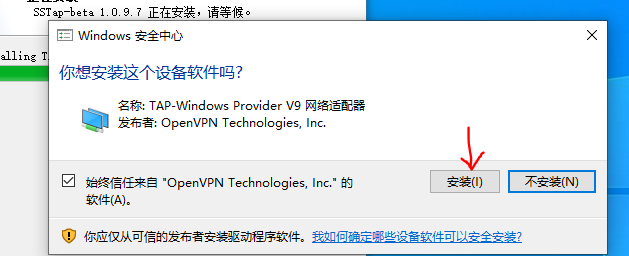 SSTap-beta 1.0.9.7 正在安装，请等候。
alling T
Windows 安全中心
你想安装这个设备软件吗?
名称: TAP-Windows Provider V9 网络适配器
发布者: OpenVPN Technologies, Inc.
始终信任来自 "OpenVPN Technologies, Inc." 的
软件(A)。
安装(I)
不安装(N)
你应仅从可信的发布者安装驱动程序软件。我如何确定哪些设备软件可以安全安装?